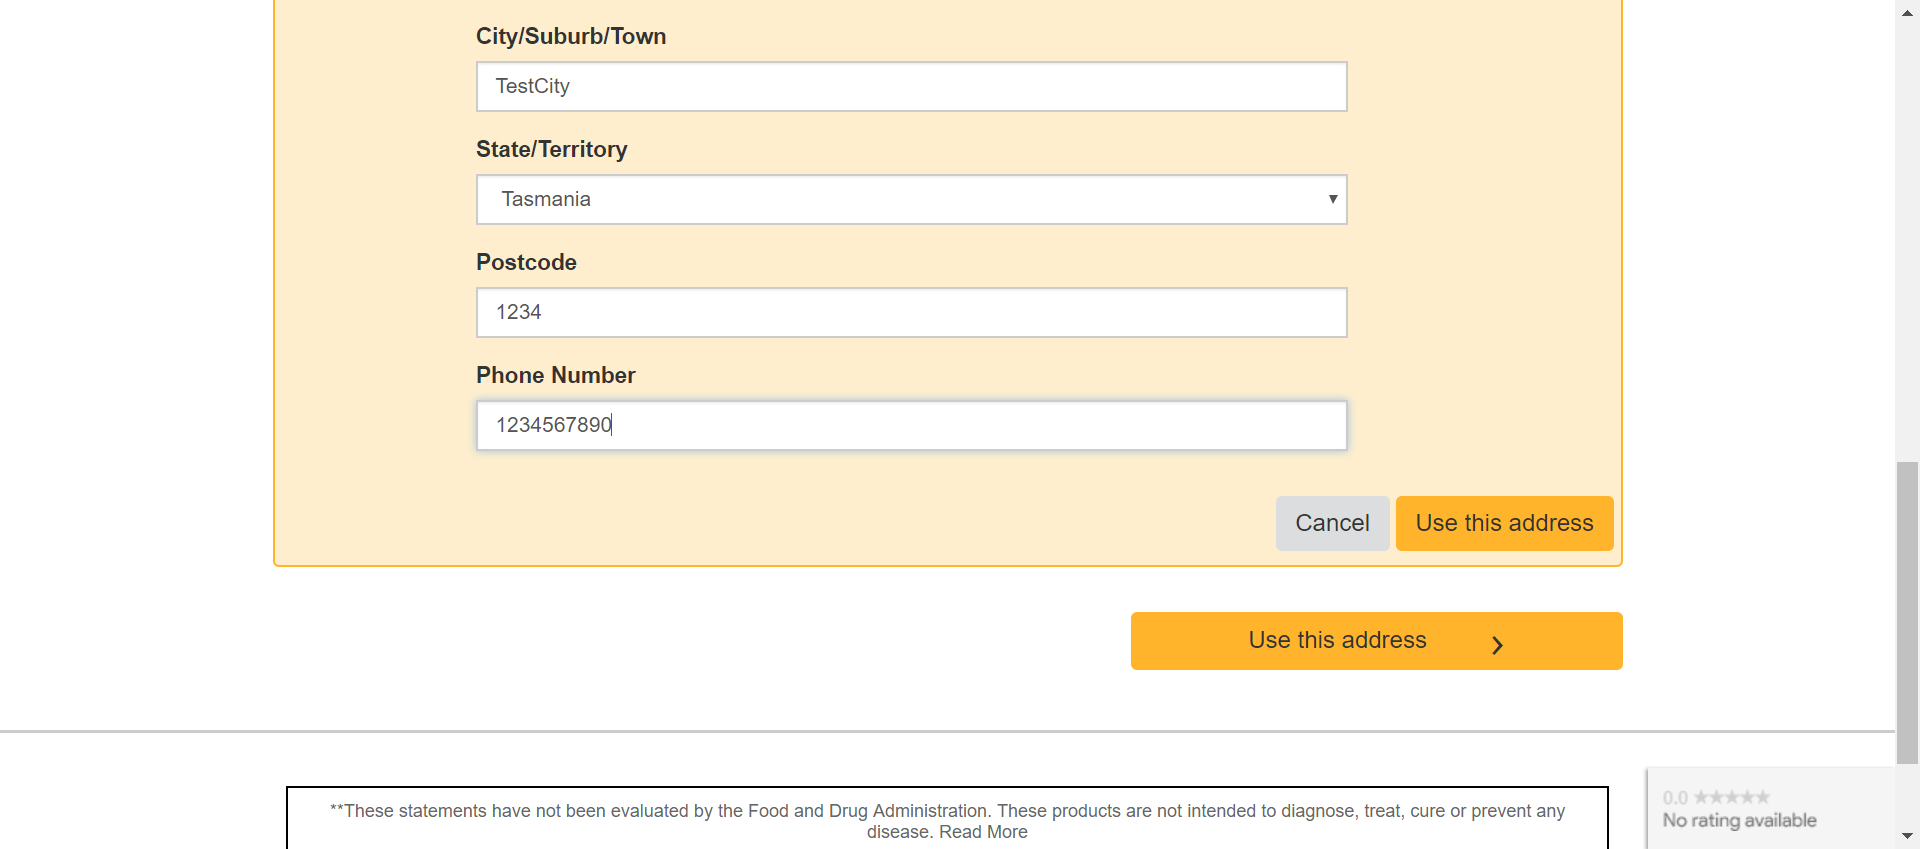 City/Suburb/Town
TestCity
State/Territory
Tasmania
Postcode
1234
Phone Number
1234567890
Cancel
Use this address
Use this address
**These statements have not been evaluated by the Food and Drug Administration. These products are not intended to diagnose, treat, cure or prevent any
disease. Read More
0.0
No rating available